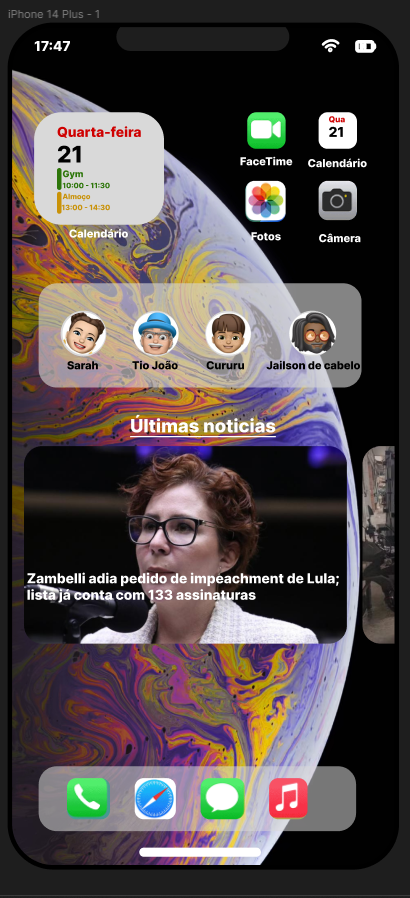 iPhone 14 Plus - 1
17:47
Quarta-feira
21
Gym
10:00 - 11:30
Almoço
13:00 - 14:30
Calendário
FaceTime
Qua
21
Calendário
Fotos
Câmera
Sarah
Tio João
Cururu
Jailson de cabelo
Últimas noticias
Zambelli adia pedido de impeachment de Lula;
lista já conta com 133 assinaturas